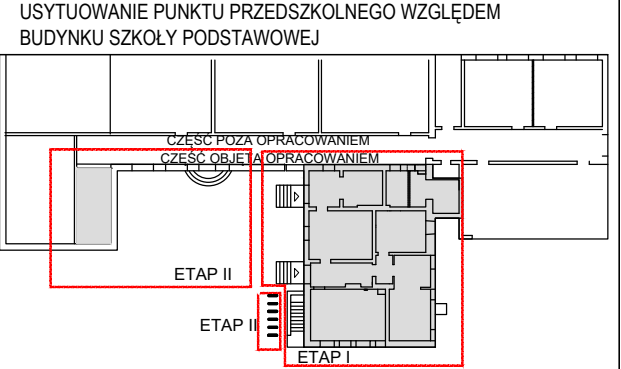 USYTUOWANIE PUNKTU PRZEDSZKOLNEGO WZGLĘDEM
BUDYNKU SZKOŁY PODSTAWOWEJ
CZĘŚĆ POZA OPRACOWANIEM
CZĘŚĆ OBJĘTA OPRACOWANIEM
ETAP II
ETAP II
ETAP I